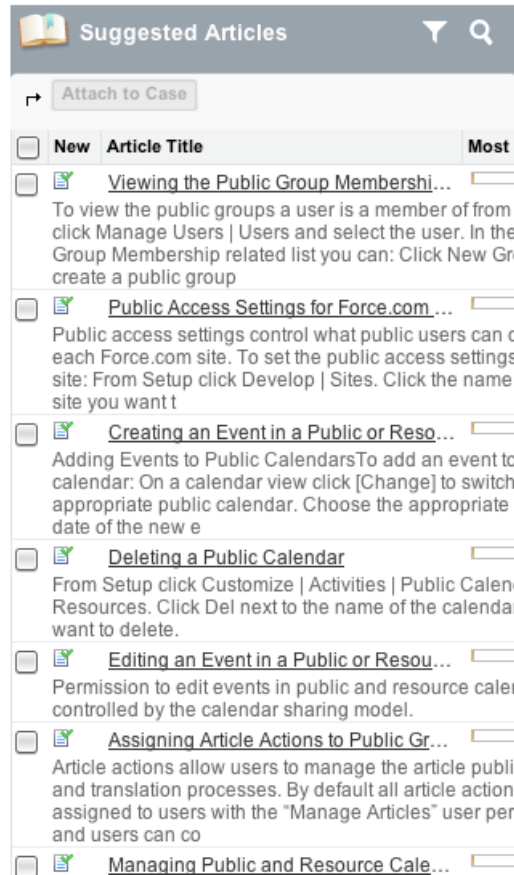 Suggested Articles
Attach to Case
New Article Title Most
Viewing the Public Group Membershi...
To view the public groups a user is a member of from
click Manage Users | Users and select the user. In the
Group Membership related list you can: Click New Gr
create a public group
Public Access Settings for Force.com ...
Public access settings control what public users can
each Force.com site. To set the public access settings
site: From Setup click Develop | Sites. Click the name
site you want t
Creating an Event in a Public or Reso...
Adding Events to Public CalendarsTo add an event to
calendar: On a calendar view click [Change] to switch
appropriate public calendar. Choose the appropriate
date of the new e
Deleting a Public Calendar
From Setup click Customize | Activities | Public Calen
Resources. Click Del next to the name of the calenda
want to delete.
Editing an Event in a Public or Resou...
Permission to edit events in public and resource cale
controlled by the calendar sharing model.
Assigning Article Actions to Public Gr...
Article actions allow users to manage the article publi
and translation processes. By default all article action
assigned to users with the “Manage Articles” user per
and users can co
Managing Public and Resource Cale...